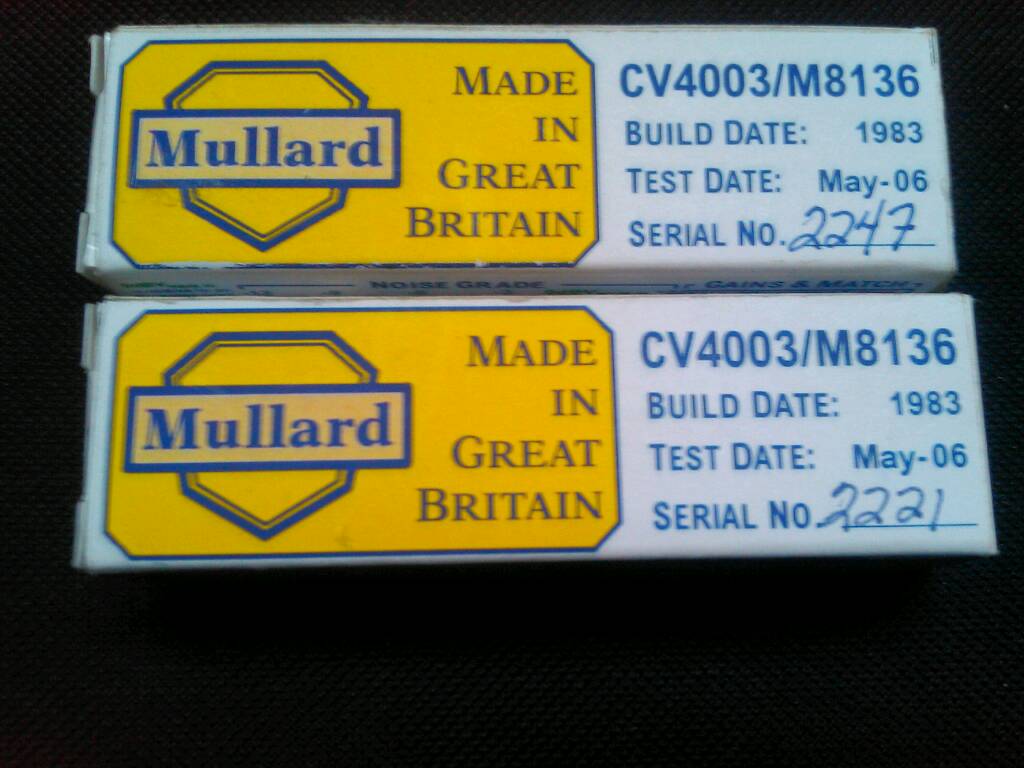 Mullard
MADE
IN
GREAT
BRITAIN
CV4003/M8136
BUILD DATE: 1983
TEST DATE: May-06
SERIAL NO. 2247
NOISE GRADE
GAINS & MATCH
Mullard
MADE
IN
GREAT
BRITAIN
CV4003/M8136
BUILD DATE: 1983
TEST DATE: May-06
SERIAL NO. 2221